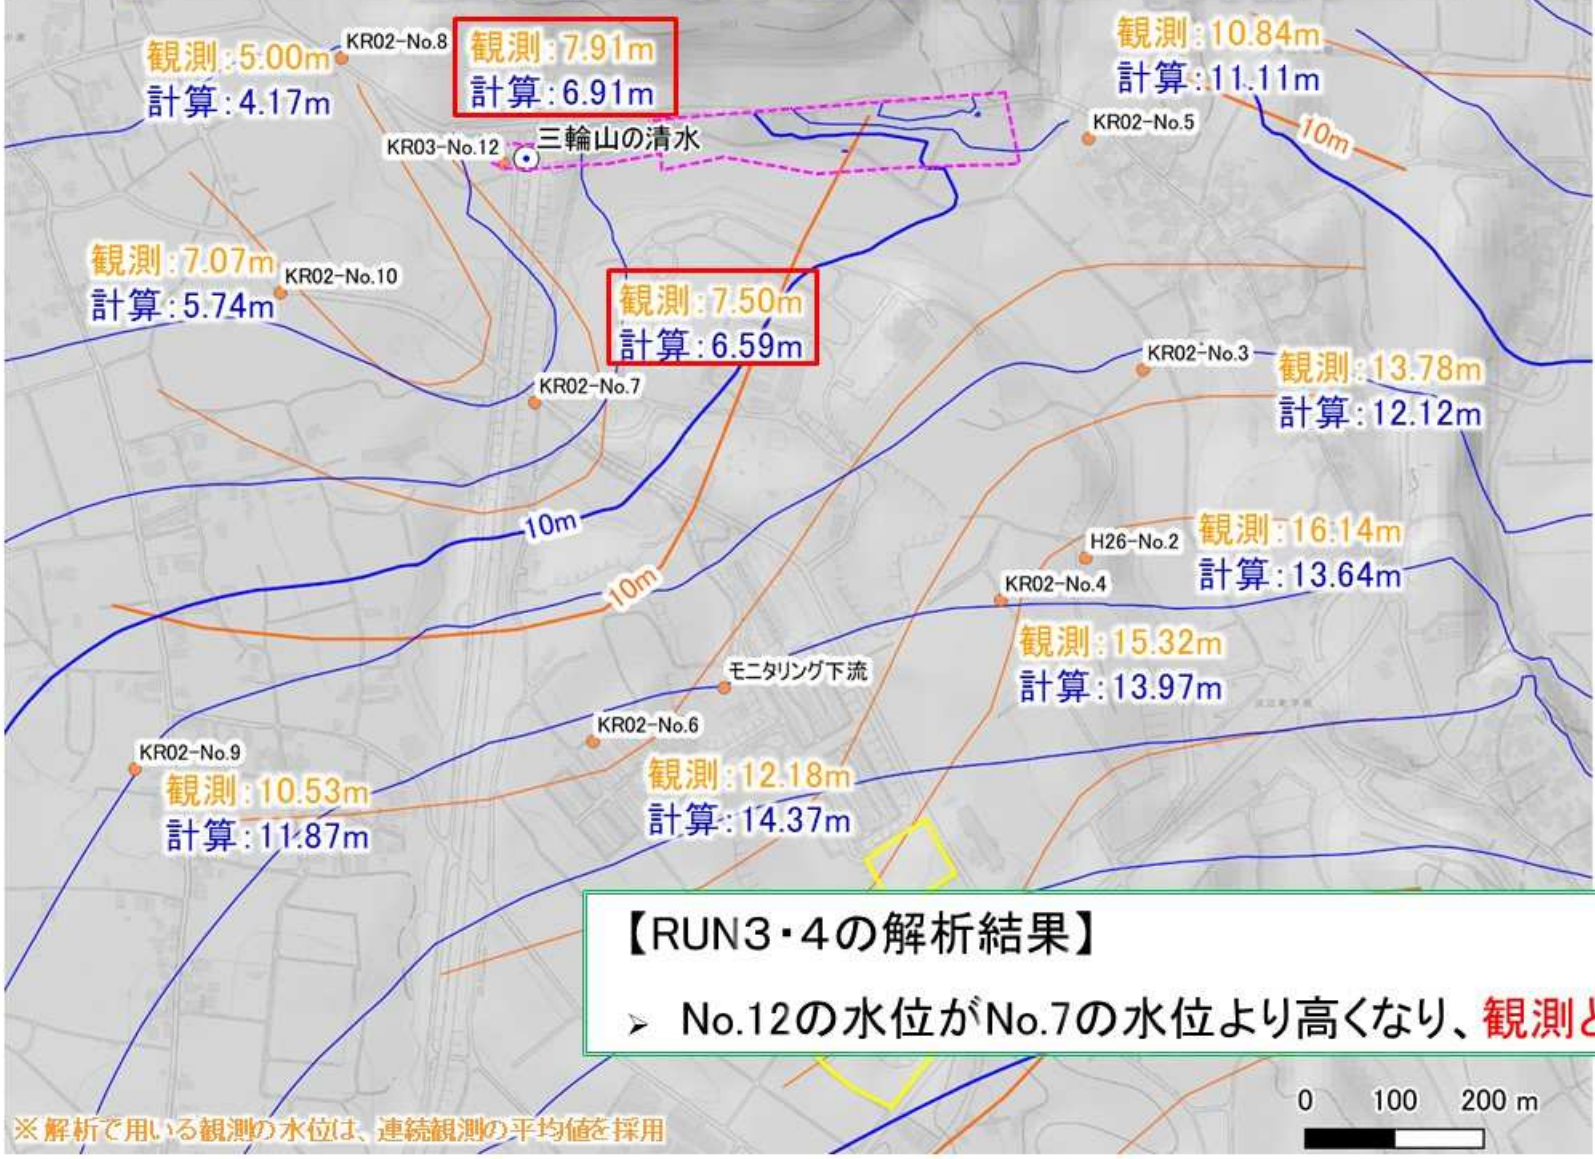 観測:5.00m
計算:4.17m
KR02-No.8
観測:7.91m
計算:6.91m
観測:10.84m
計算:11.11m
KR02-No.5
10m
KR03-No.12
三輪山の清水
観測:7.07m
計算:5.74m
KR02-No.10
観測:7.50m
計算:6.59m
KR02-No.7
KR02-No.3
観測:13.78m
計算:12.12m
10m
H26-No.2
観測:16.14m
計算:13.64m
10m
KR02-No.4
観測:15.32m
計算:13.97m
モニタリング下流
KR02-No.6
観測:12.18m
計算:14.37m
KR02-No.9
観測:10.53m
計算:11.87m
【RUN3・4の解析結果】
➢ No.12の水位がNo.7の水位より高くなり、観測と
0 100 200 m
※解析で用いる観測の水位は、連続観測の平均値を採用